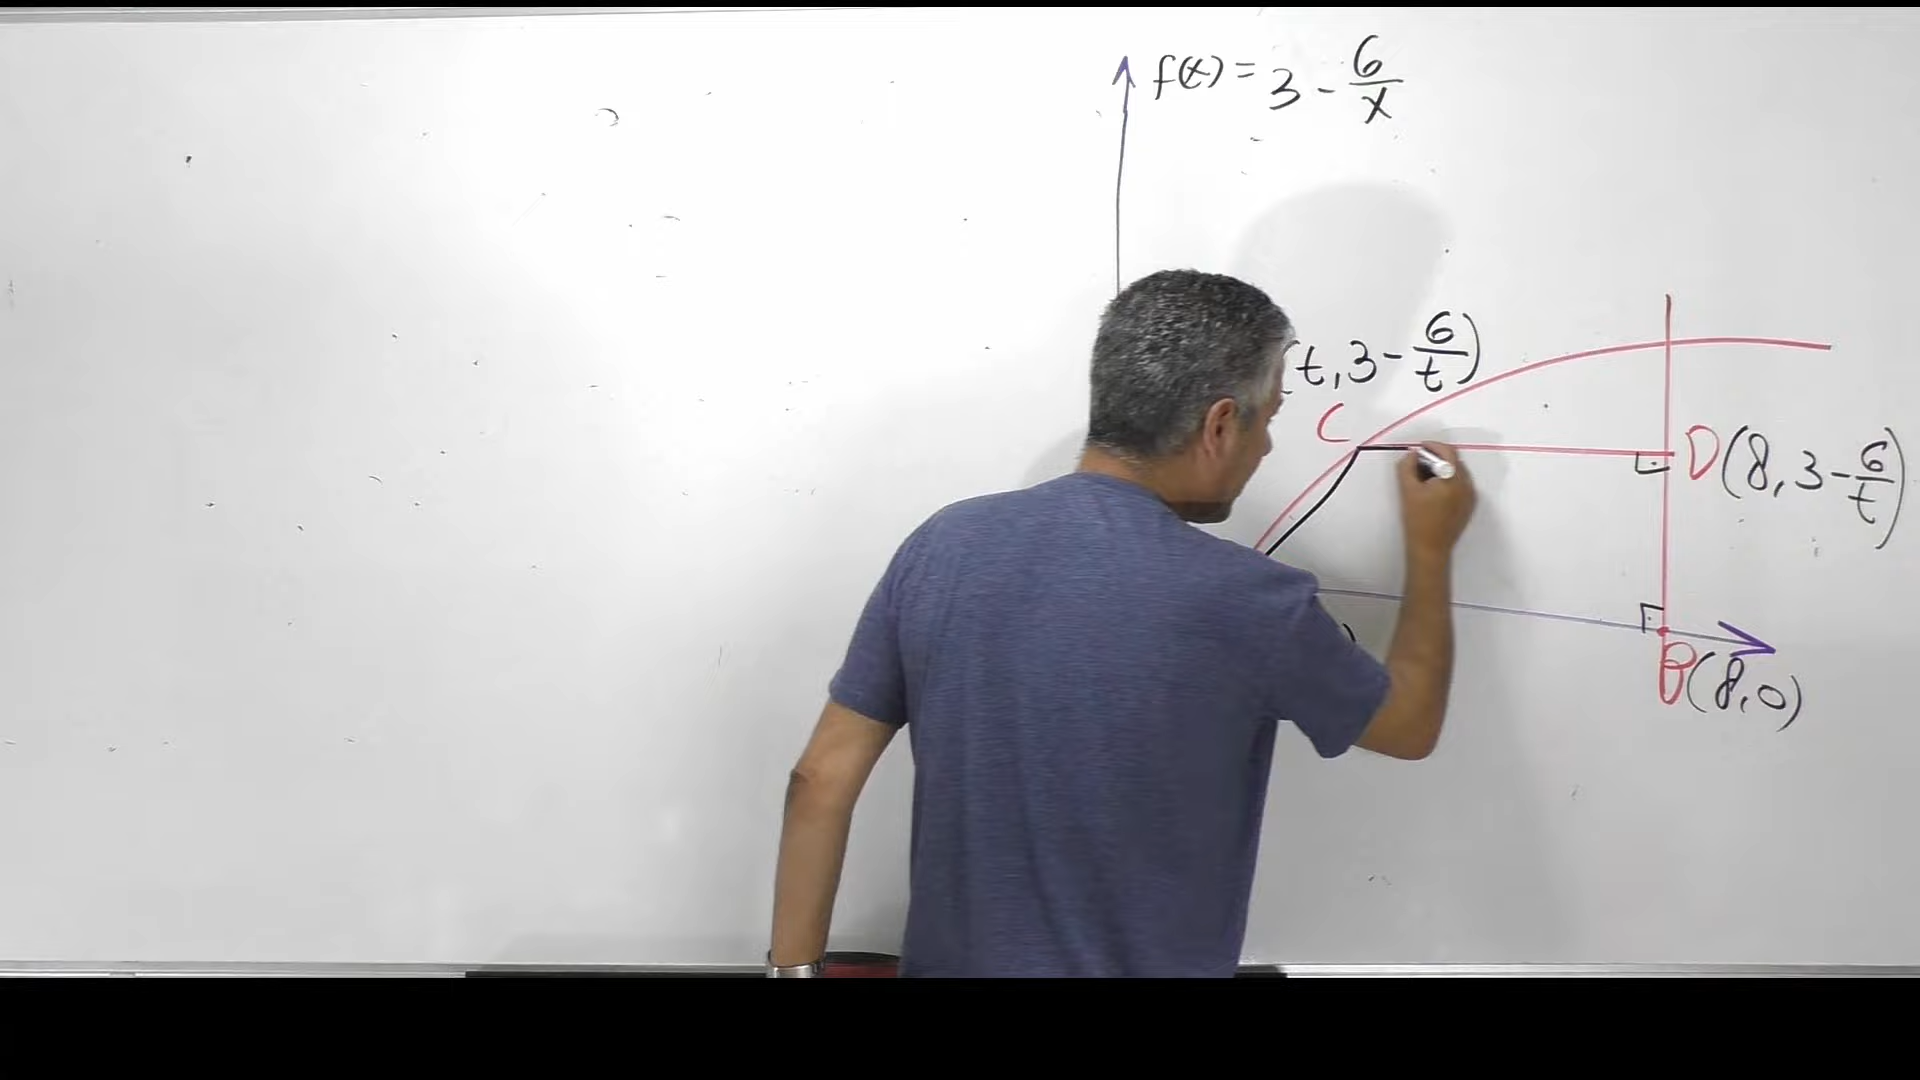 f(x) = 3 - 6/x
(t, 3 - 6/t)
C
D(8, 3 - 6/t)
)
B(8,0)